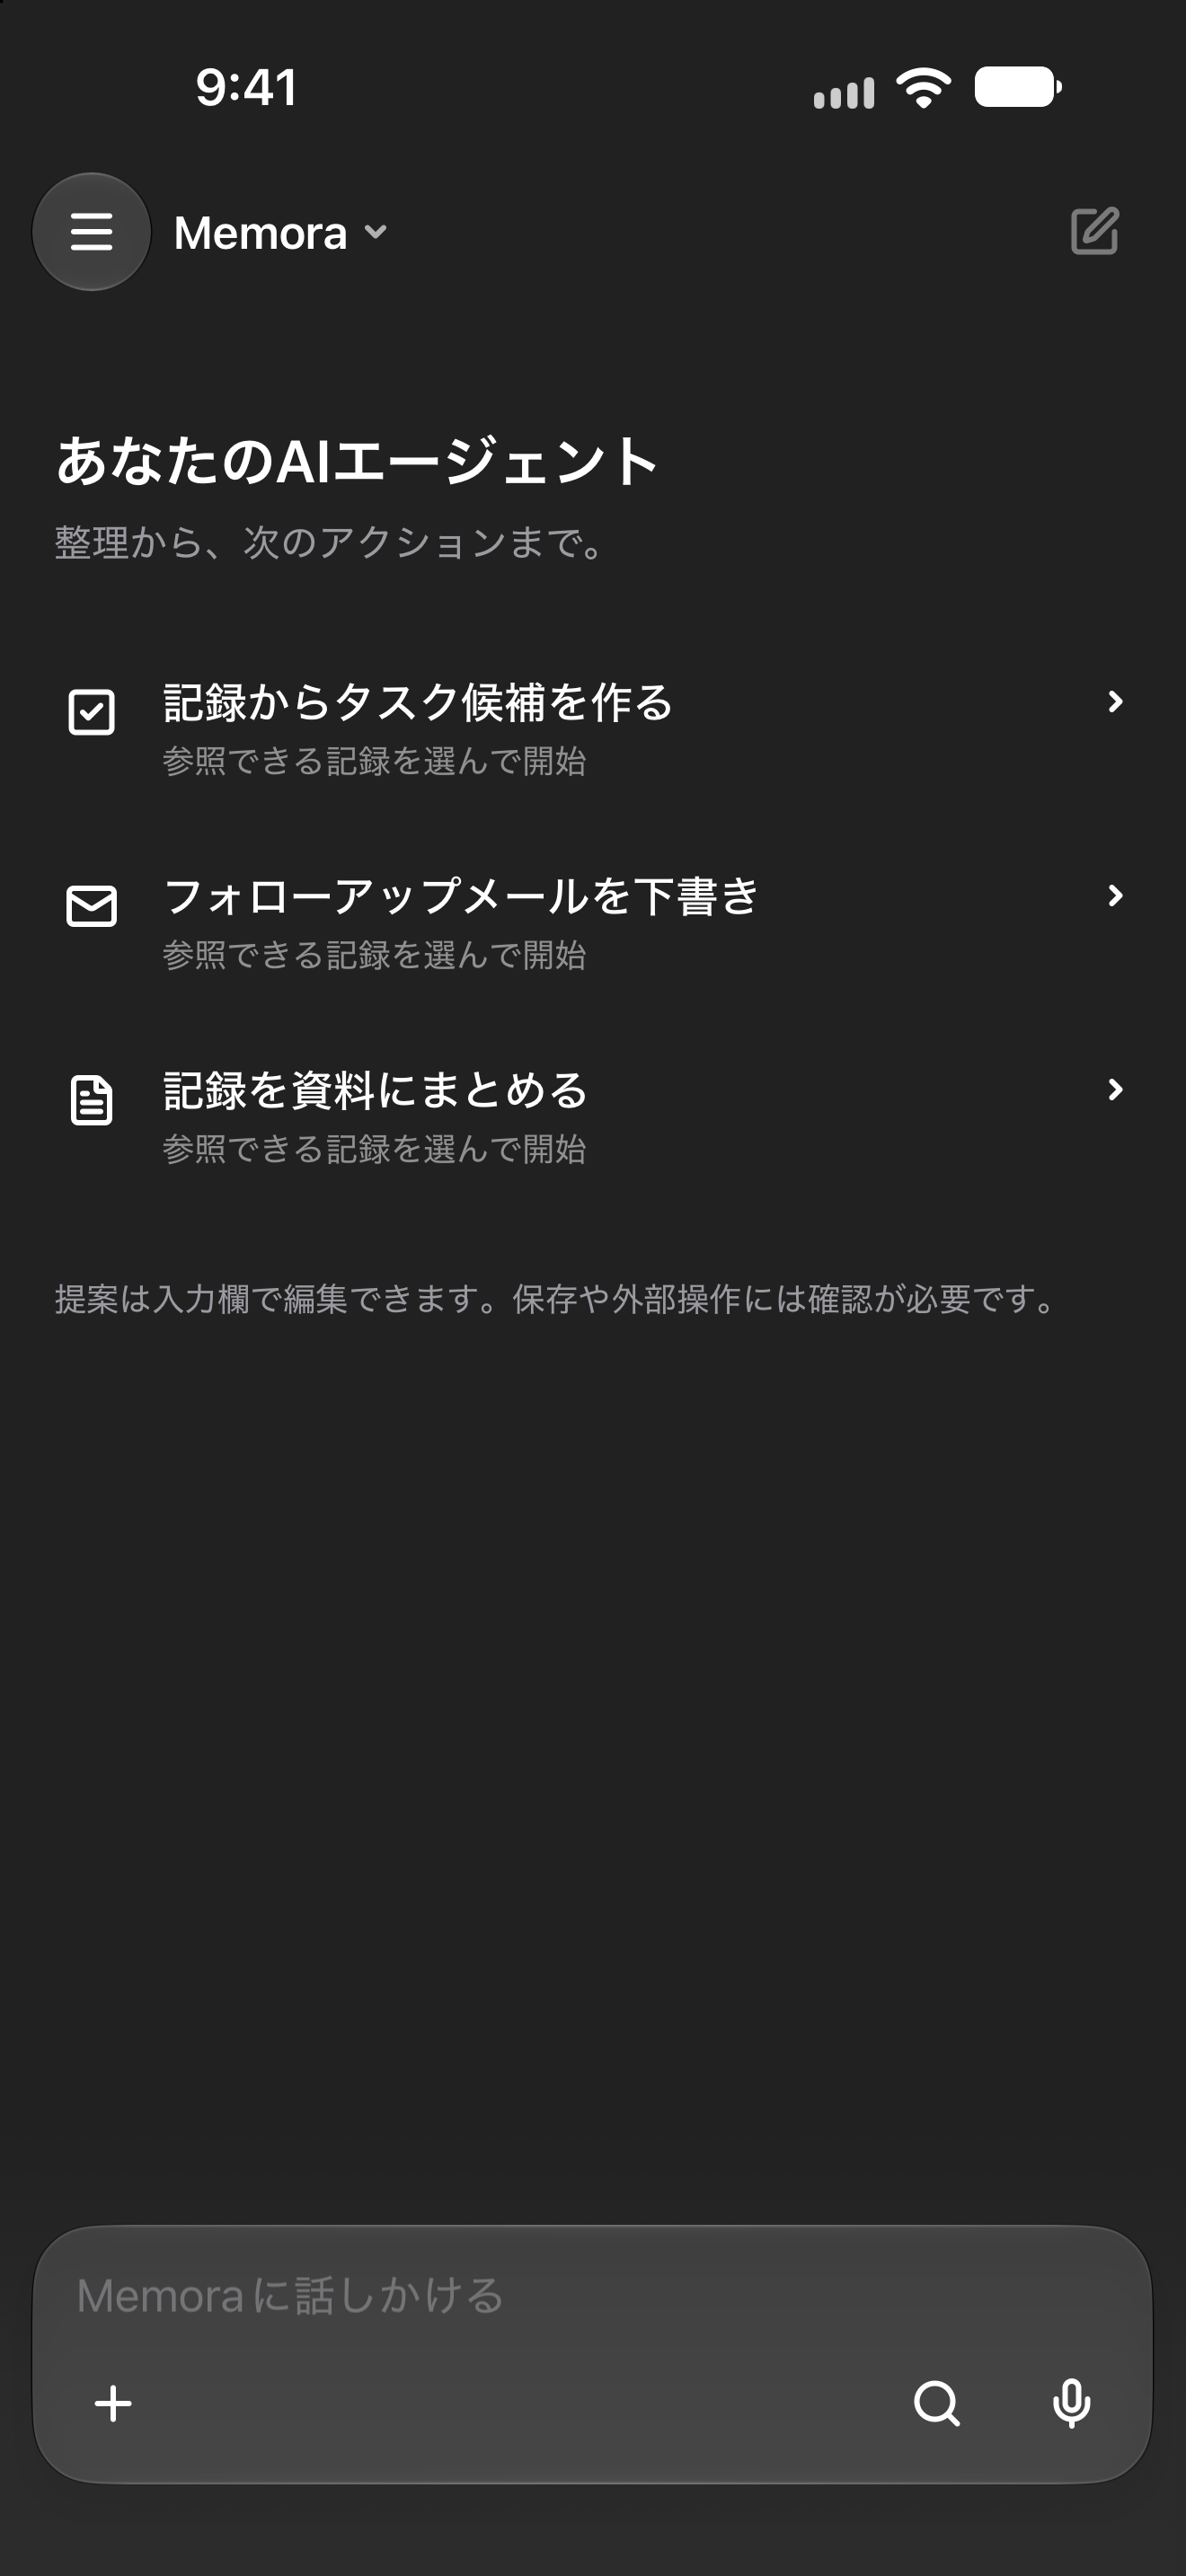 9:41
Memora
あなたのAIエージェント
整理から、次のアクションまで。
記録からタスク候補を作る
参照できる記録を選んで開始
フォローアップメールを下書き
参照できる記録を選んで開始
記録を資料にまとめる
参照できる記録を選んで開始
提案は入力欄で編集できます。保存や外部操作には確認が必要です。
Memoraに話しかける